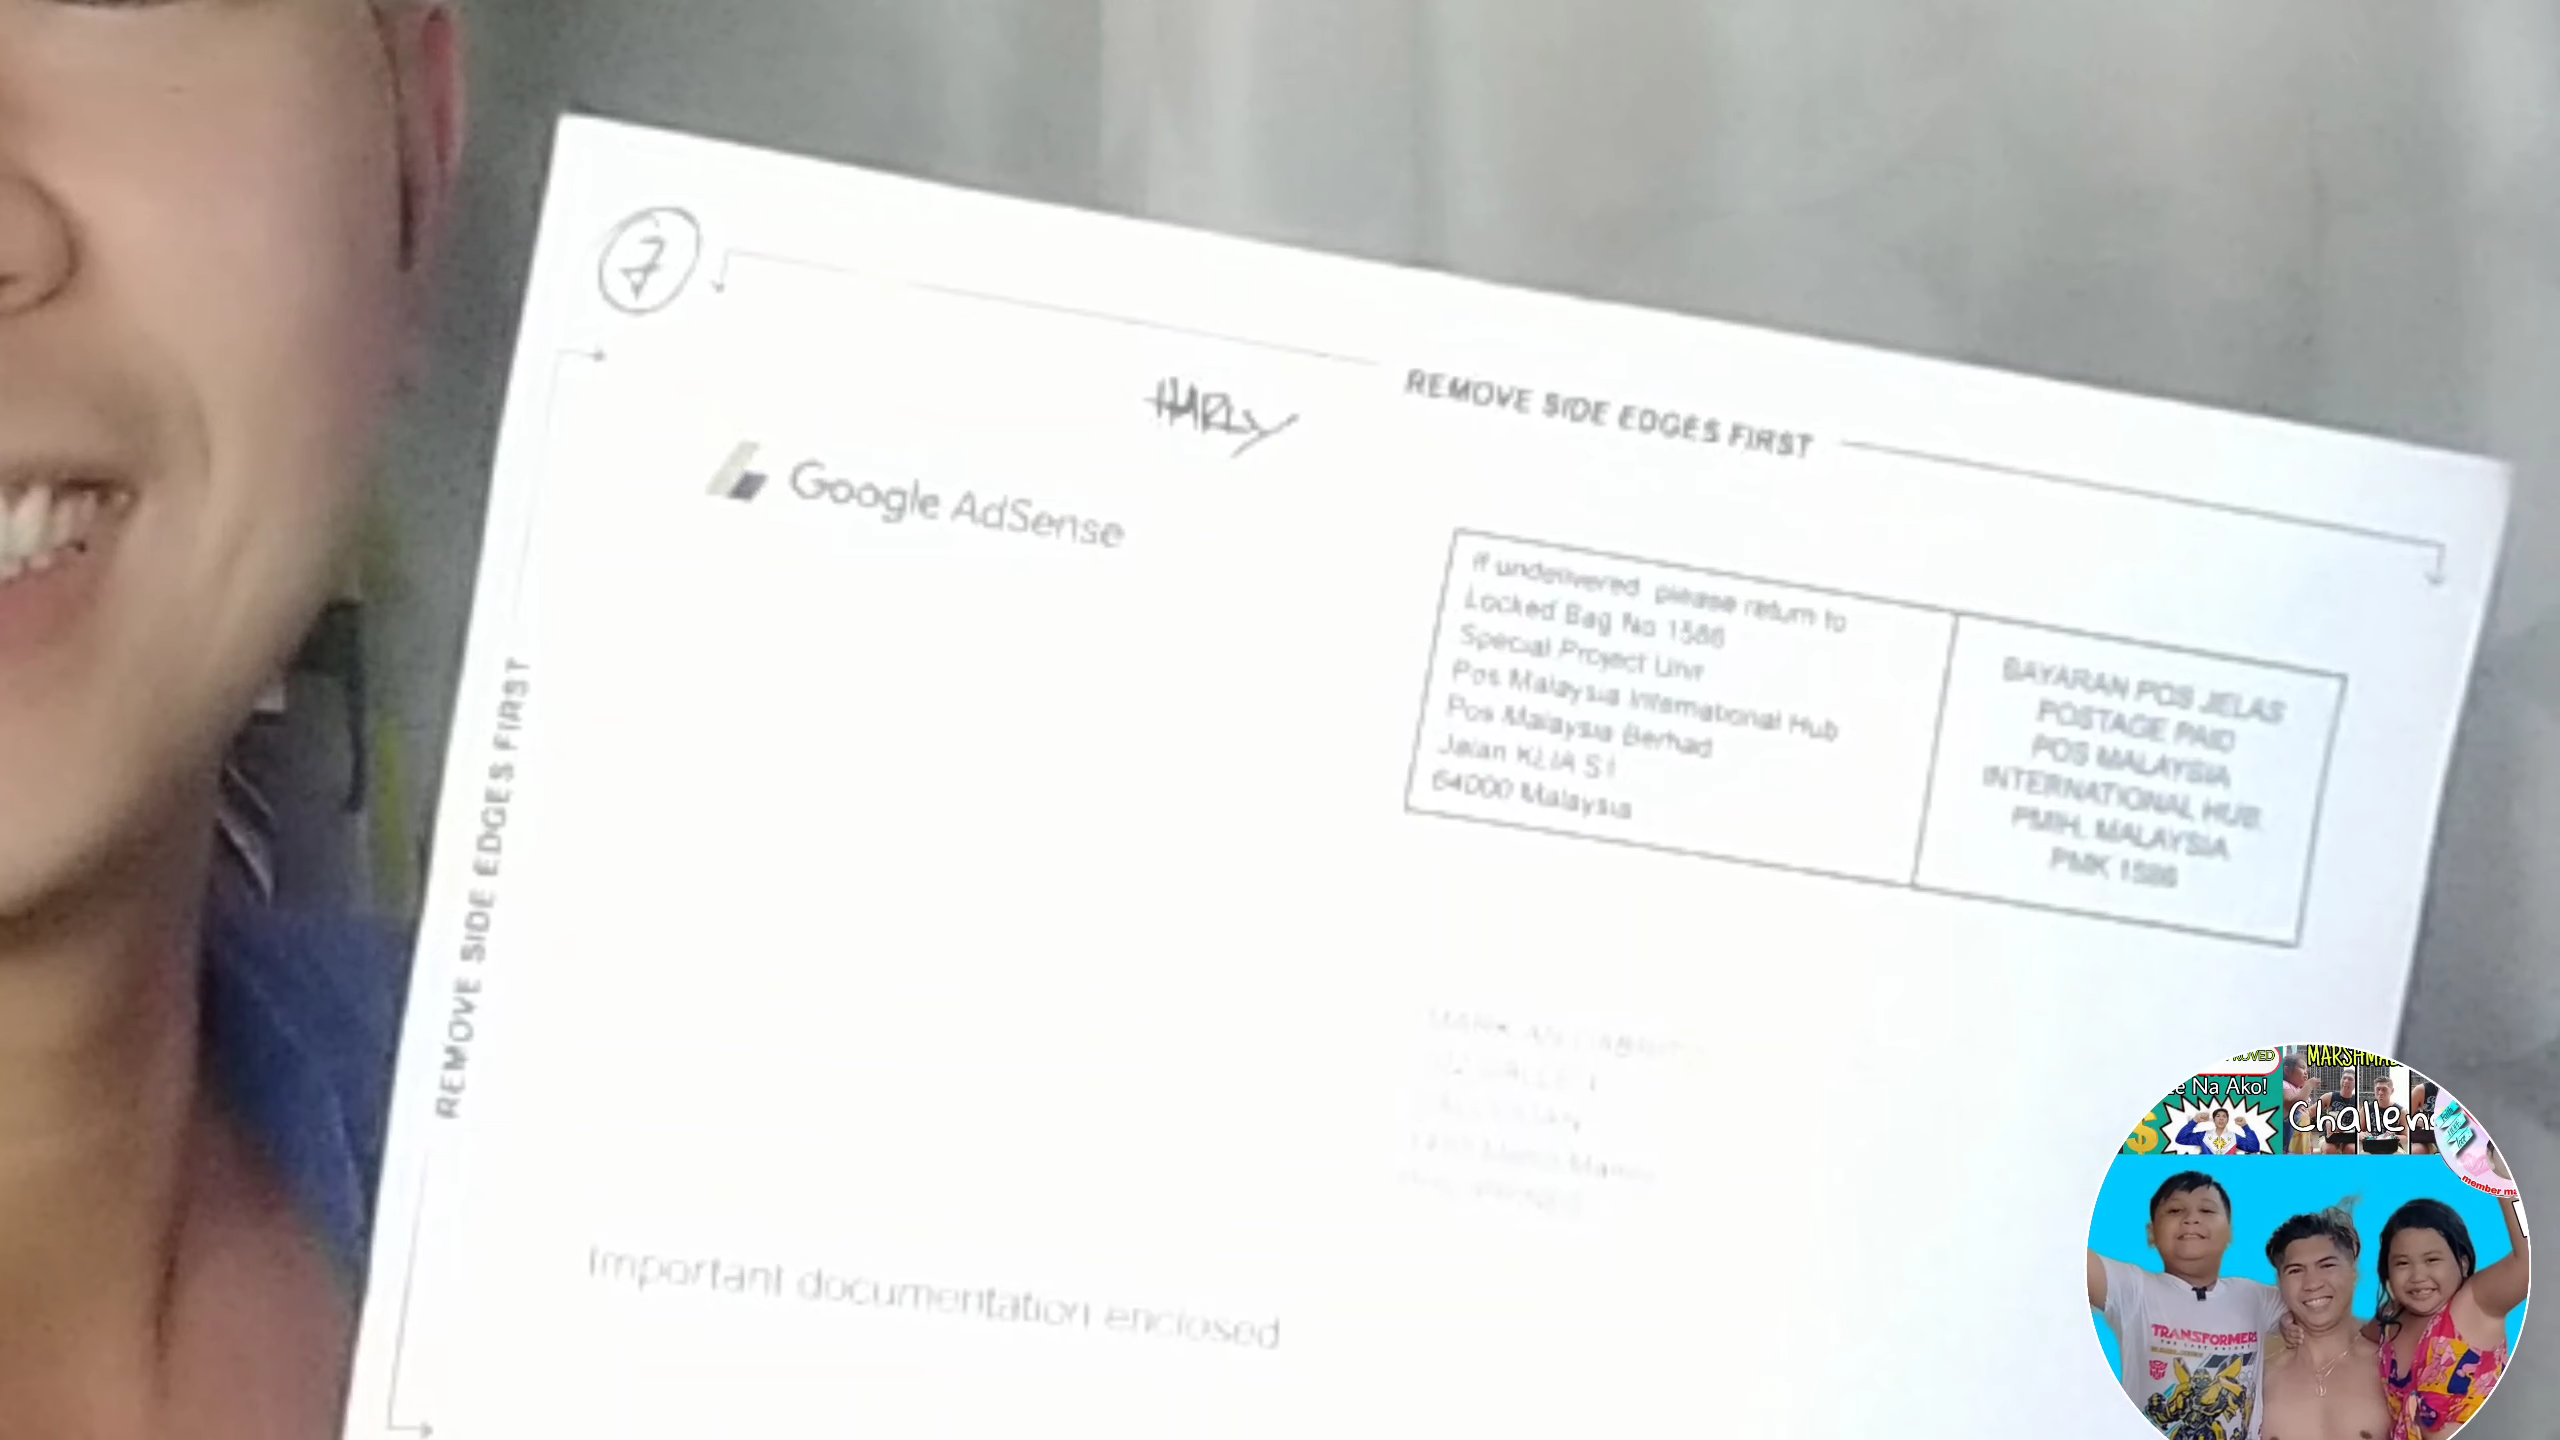 HARLY
REMOVE SIDE EDGES FIRST
Google AdSense
If undelivered please return to
Locked Bag No 1586
Special Project Unit
Pos Malaysia International Hub
Pos Malaysia Berhad
Jalan KLIA S1
64000 Malaysia
BAYARAN POS JELAS
POSTAGE PAID
POS MALAYSIA
INTERNATIONAL HUB,
PMIH, MALAYSIA
PMK 1586
REMOVE SIDE EDGES FIRST
Important documentation enclosed
Na Ako!
$
TRANSFORMERS
member